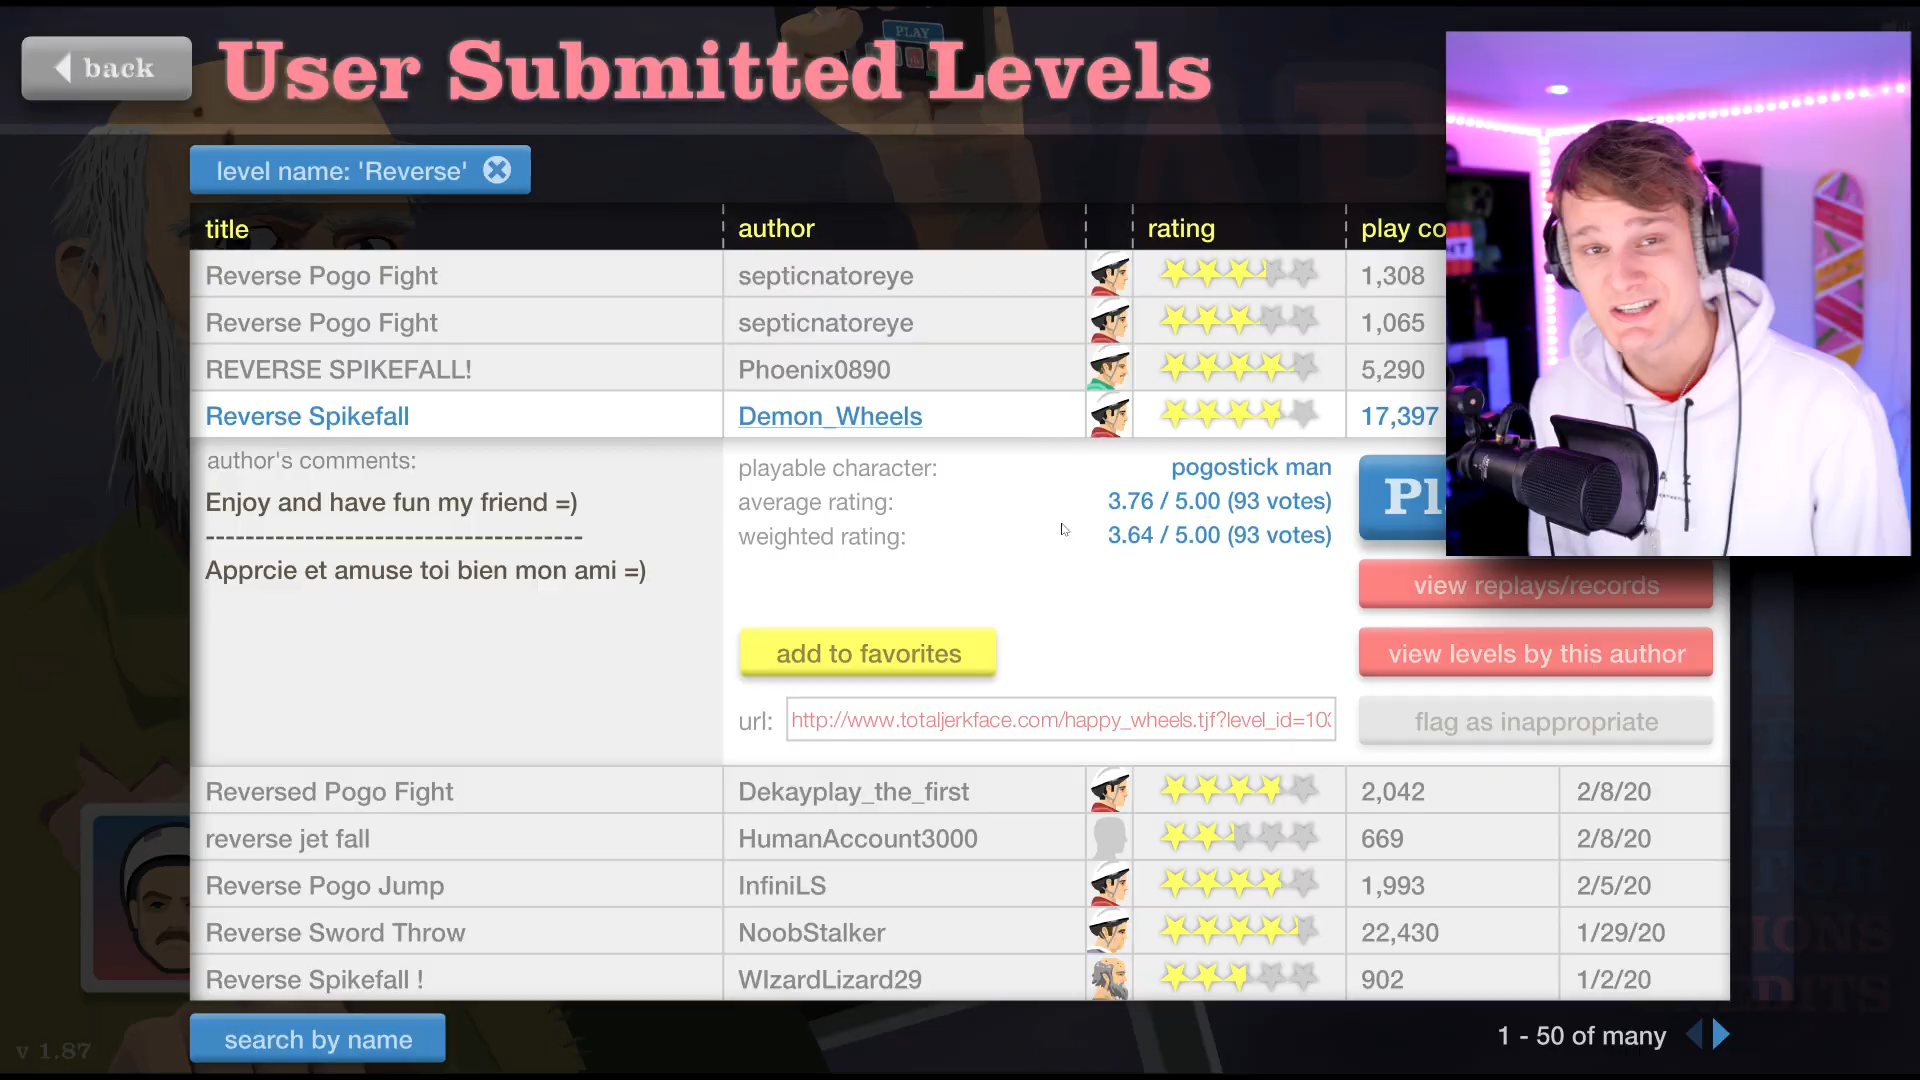 PLAY
back
User Submitted Levels
level name: 'Reverse'
title author rating play co
Reverse Pogo Fight septicnatoreye 1,308
Reverse Pogo Fight septicnatoreye 1,065
REVERSE SPIKEFALL! Phoenix0890 5,290
Reverse Spikefall Demon_Wheels 17,397
author's comments:
Enjoy and have fun my friend =)
--------------------------------------
Apprcie et amuse toi bien mon ami =)
playable character: pogostick man
average rating: 3.76 / 5.00 (93 votes)
weighted rating: 3.64 / 5.00 (93 votes)
Pl
view replays/records
add to favorites
view levels by this author
url: http://www.totaljerkface.com/happy_wheels.tjf?level_id=10
flag as inappropriate
Reversed Pogo Fight Dekayplay_the_first 2,042 2/8/20
reverse jet fall HumanAccount3000 669 2/8/20
Reverse Pogo Jump InfiniLS 1,993 2/5/20
Reverse Sword Throw NoobStalker 22,430 1/29/20
Reverse Spikefall ! WIzardLizard29 902 1/2/20
search by name
1 - 50 of many
v 1.87